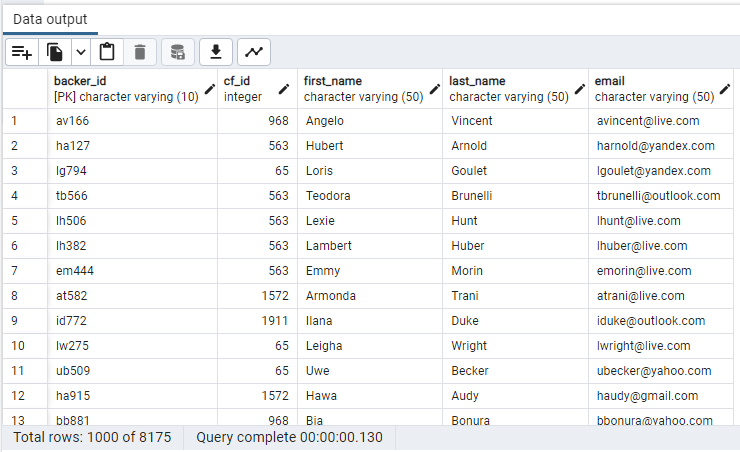 Data output
backer_id cf_id first_name last_name email
[PK] character varying (10) integer character varying (50) character varying (50) character varying (50)
1 av166 968 Angelo Vincent avincent@live.com
2 ha127 563 Hubert Arnold harnold@yandex.com
3 lg794 65 Loris Goulet lgoulet@yandex.com
4 tb566 563 Teodora Brunelli tbrunelli@outlook.com
5 lh506 563 Lexie Hunt lhunt@live.com
6 lh382 563 Lambert Huber lhuber@live.com
7 em444 563 Emmy Morin emorin@live.com
8 at582 1572 Armonda Trani atrani@live.com
9 id772 1911 Ilana Duke iduke@outlook.com
10 lw275 65 Leigha Wright lwright@live.com
11 ub509 65 Uwe Becker ubecker@yahoo.com
12 ha915 1572 Hawa Audy haudy@gmail.com
13 bb881 968 Bia Bonura bbonura@yahoo.com
Total rows: 1000 of 8175 Query complete 00:00:00.130